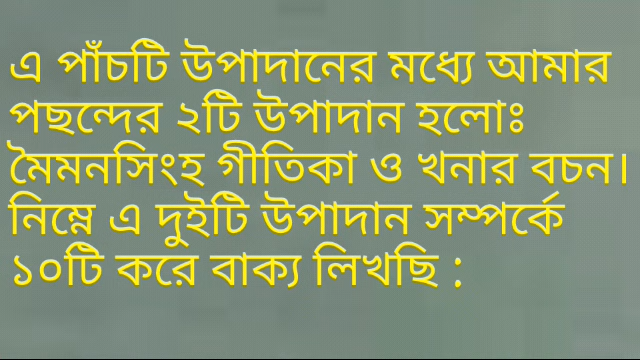 এ পাঁচটি উপাদানের মধ্যে আমার
পছন্দের ২টি উপাদান হলোঃ
মৈমনসিংহ গীতিকা ও খনার বচন।
নিম্নে এ দুইটি উপাদান সম্পর্কে
১০টি করে বাক্য লিখছি :